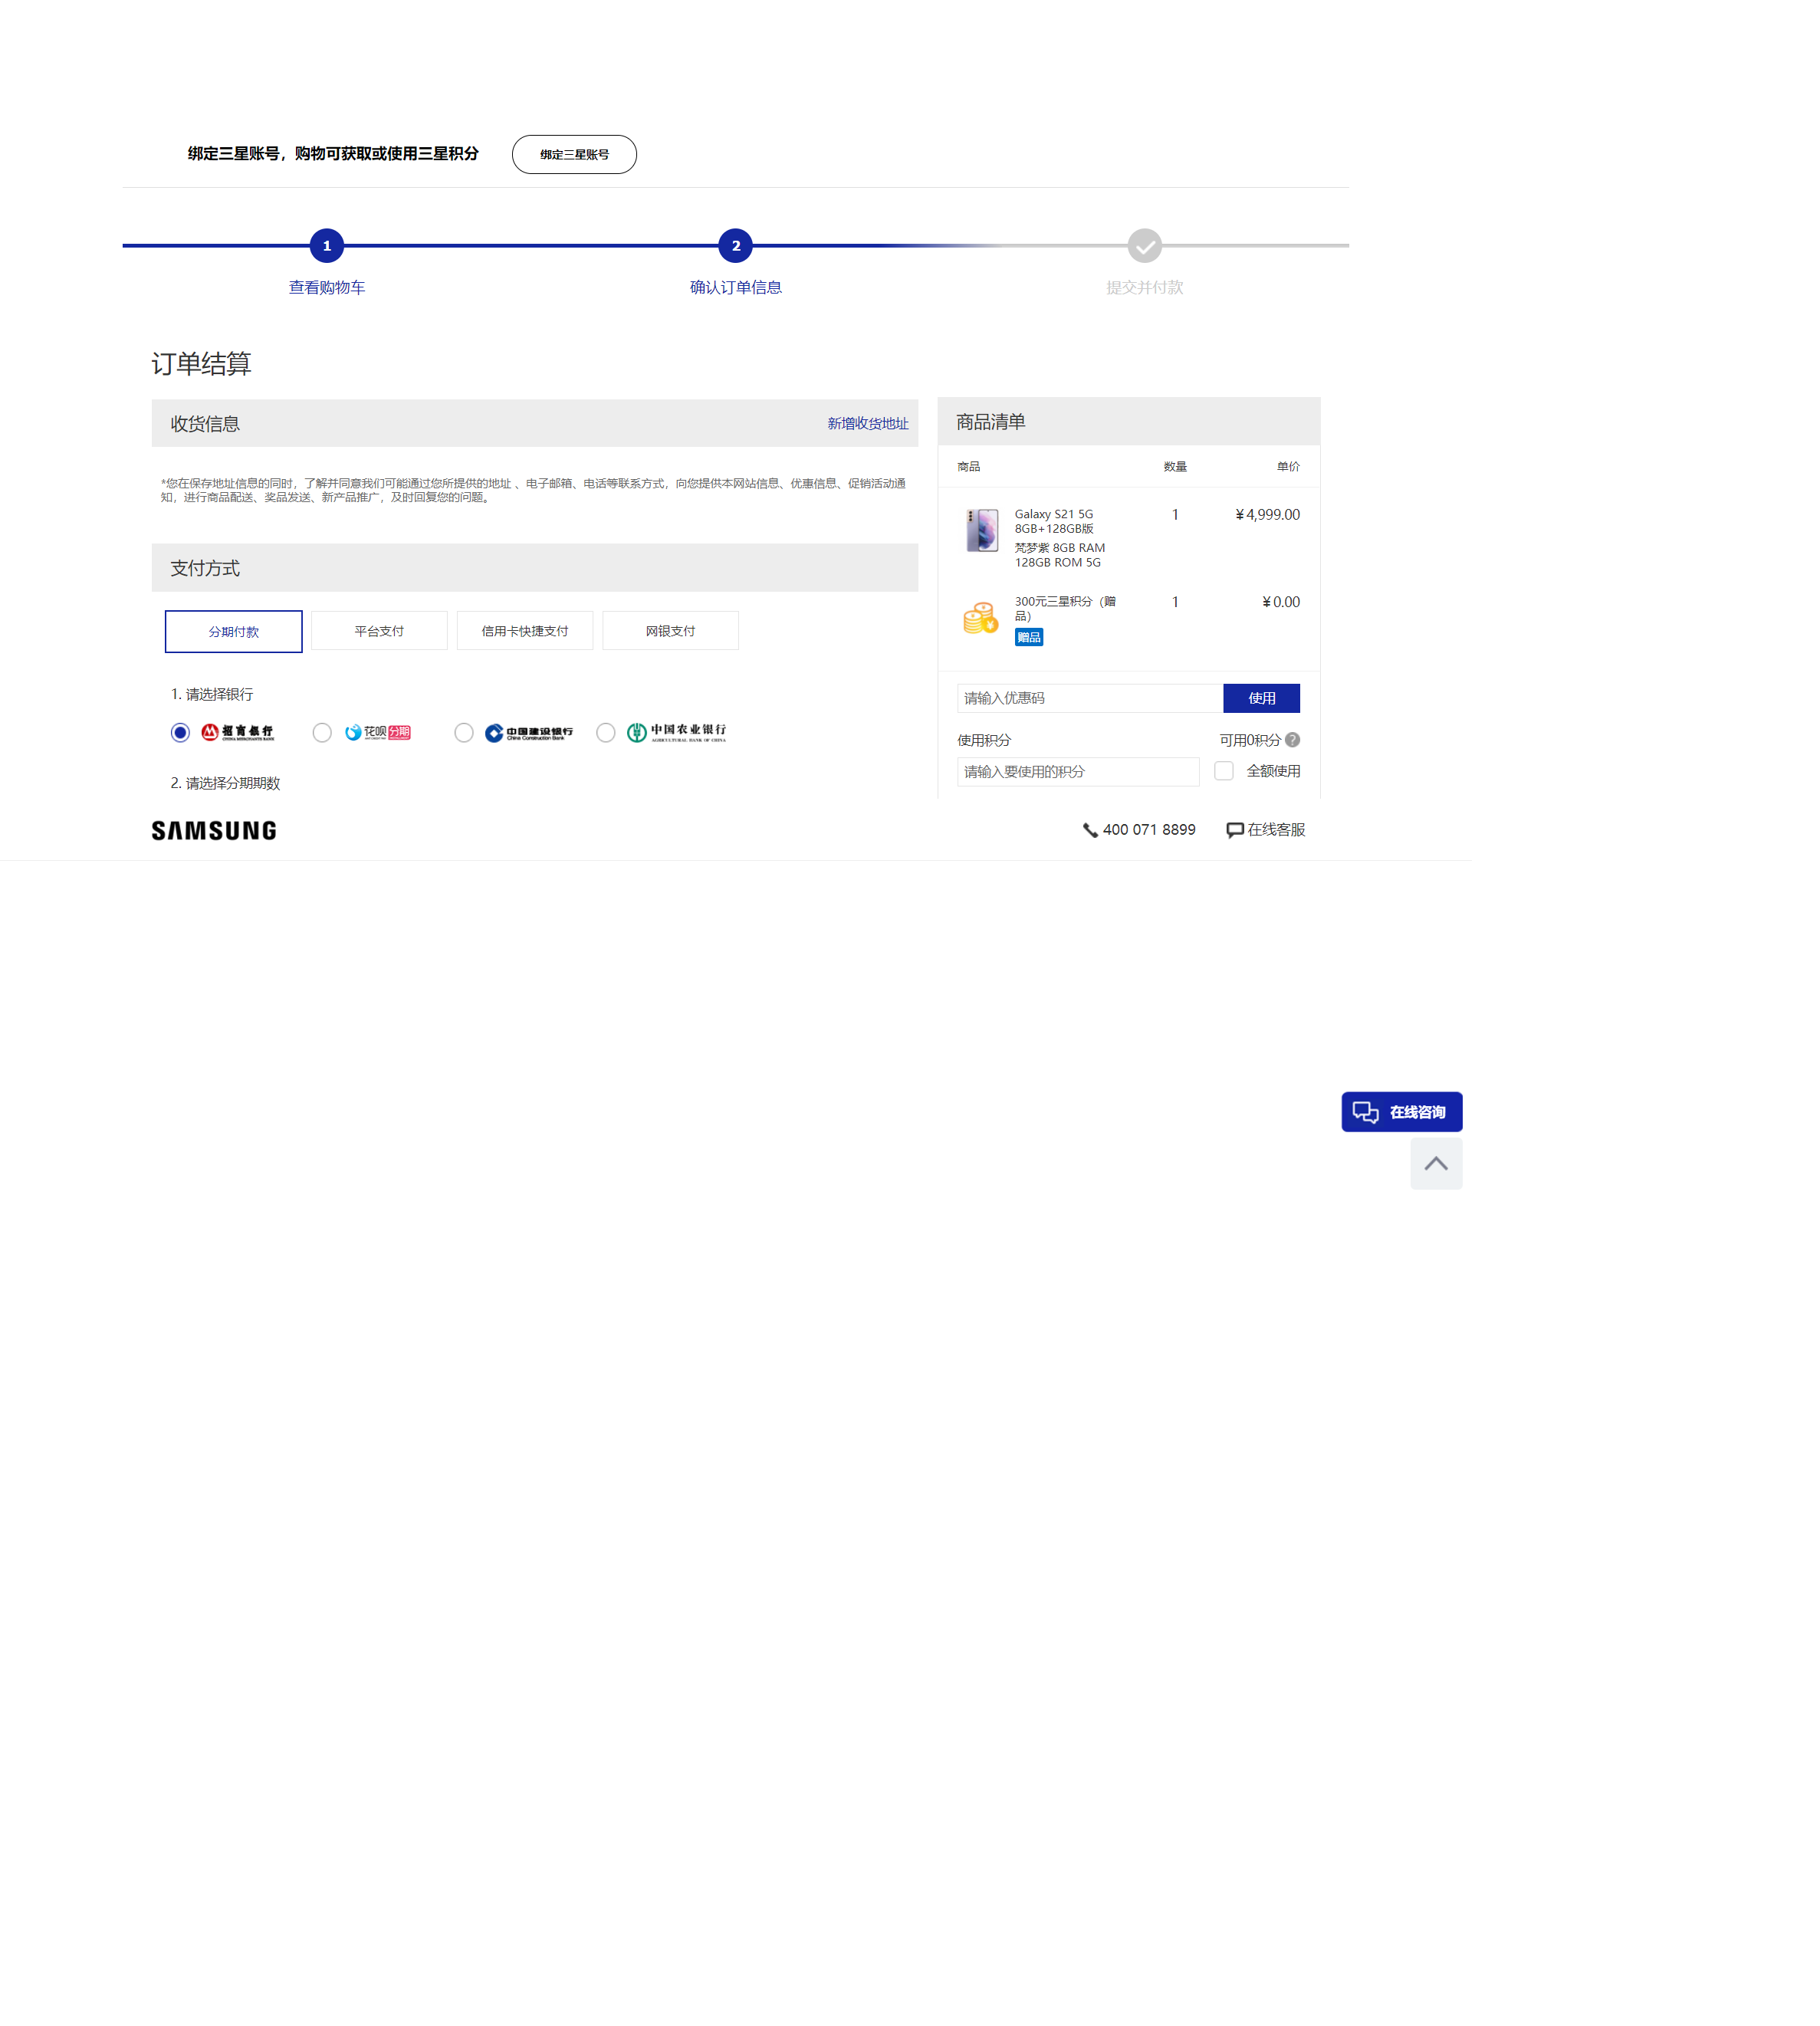 绑定三星账号，购物可获取或使用三星积分
绑定三星账号
1
2
查看购物车
确认订单信息
提交并付款
订单结算
收货信息
新增收货地址
*您在保存地址信息的同时，了解并同意我们可能通过您所提供的地址 、电子邮箱、电话等联系方式，向您提供本网站信息、优惠信息、促销活动通
知，进行商品配送、奖品发送、新产品推广，及时回复您的问题。
支付方式
分期付款
平台支付
信用卡快捷支付
网银支付
1. 请选择银行
招商银行
CHINA MERCHANTS BANK
花呗分期
中国建设银行
China Construction Bank
中国农业银行
AGRICULTURAL BANK OF CHINA
2. 请选择分期期数
商品清单
商品 数量 单价
Galaxy S21 5G
8GB+128GB版
梵梦紫 8GB RAM
128GB ROM 5G
1
¥4,999.00
300元三星积分（赠
品）
赠品
1
¥0.00
请输入优惠码
使用
使用积分
可用0积分
?
请输入要使用的积分
全额使用
SAMSUNG
400 071 8899
在线客服
在线咨询